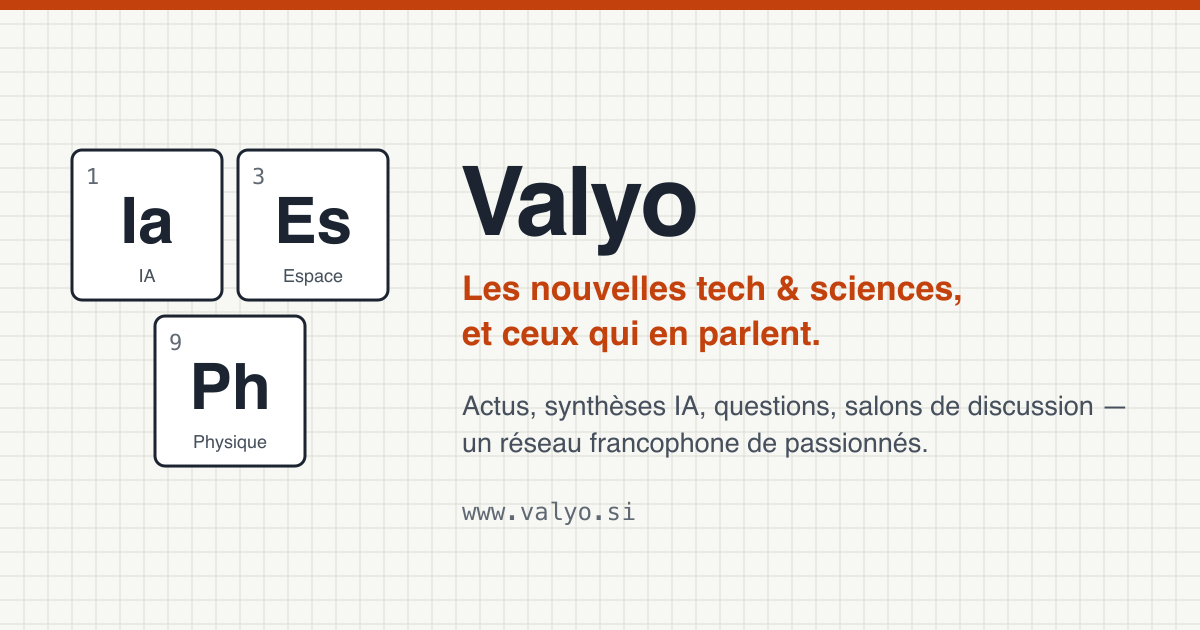 1
Ia
IA
3
Es
Espace
9
Ph
Physique
Valyo
Les nouvelles tech & sciences,
et ceux qui en parlent.
Actus, synthèses IA, questions, salons de discussion —
un réseau francophone de passionnés.
www.valyo.si